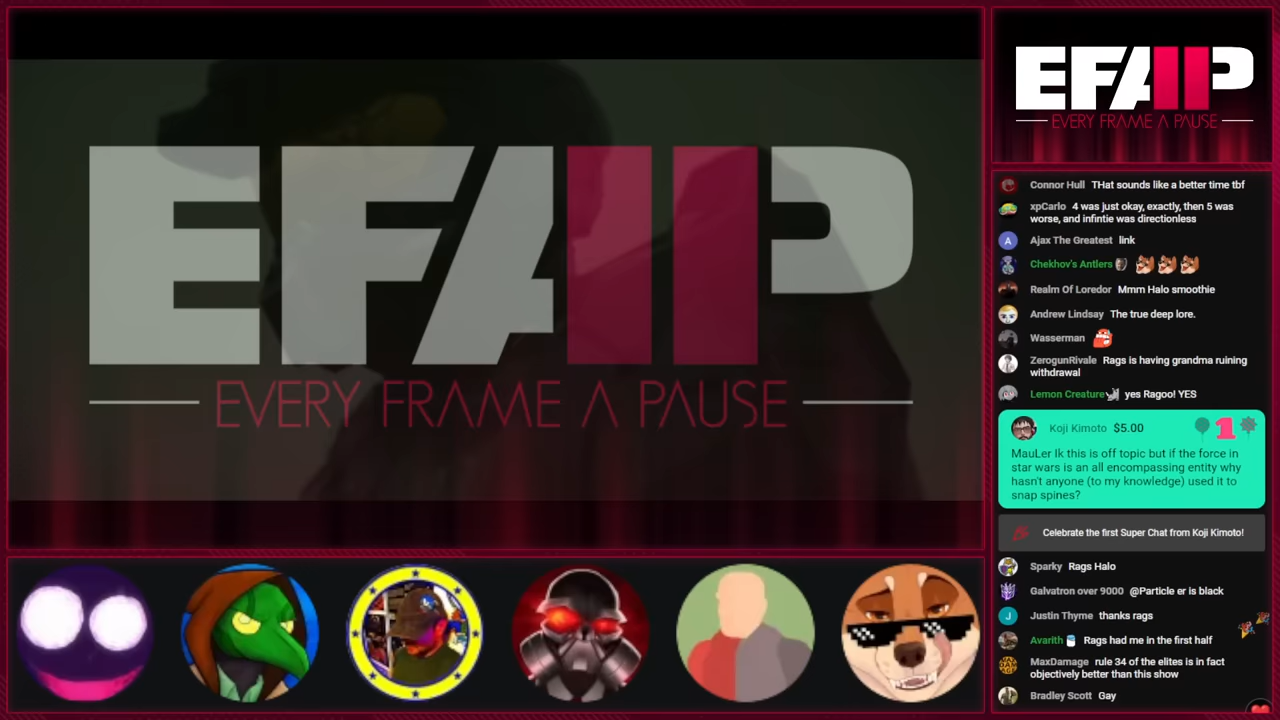 EFAP
EVERY FRAME A PAUSE
EFAP
EVERY FRAME A PAUSE
Connor Hull THat sounds like a better time tbf
xpCarlo 4 was just okay, exactly, then 5 was
worse, and infintie was directionless
A Ajax The Greatest link
Chekhov's Antlers
Realm Of Loredor Mmm Halo smoothie
Andrew Lindsay The true deep lore.
Wasserman
ZerogunRivale Rags is having grandma ruining
withdrawal
Lemon Creature yes Ragoo! YES
Koji Kimoto $5.00 1
MauLer Ik this is off topic but if the force in
star wars is an all encompassing entity why
hasn't anyone (to my knowledge) used it to
snap spines?
Celebrate the first Super Chat from Koji Kimoto!
Sparky Rags Halo
Galvatron over 9000 @Particle er is black
J Justin Thyme thanks rags
Avarith Rags had me in the first half
MaxDamage rule 34 of the elites is in fact
objectively better than this show
Bradley Scott Gay